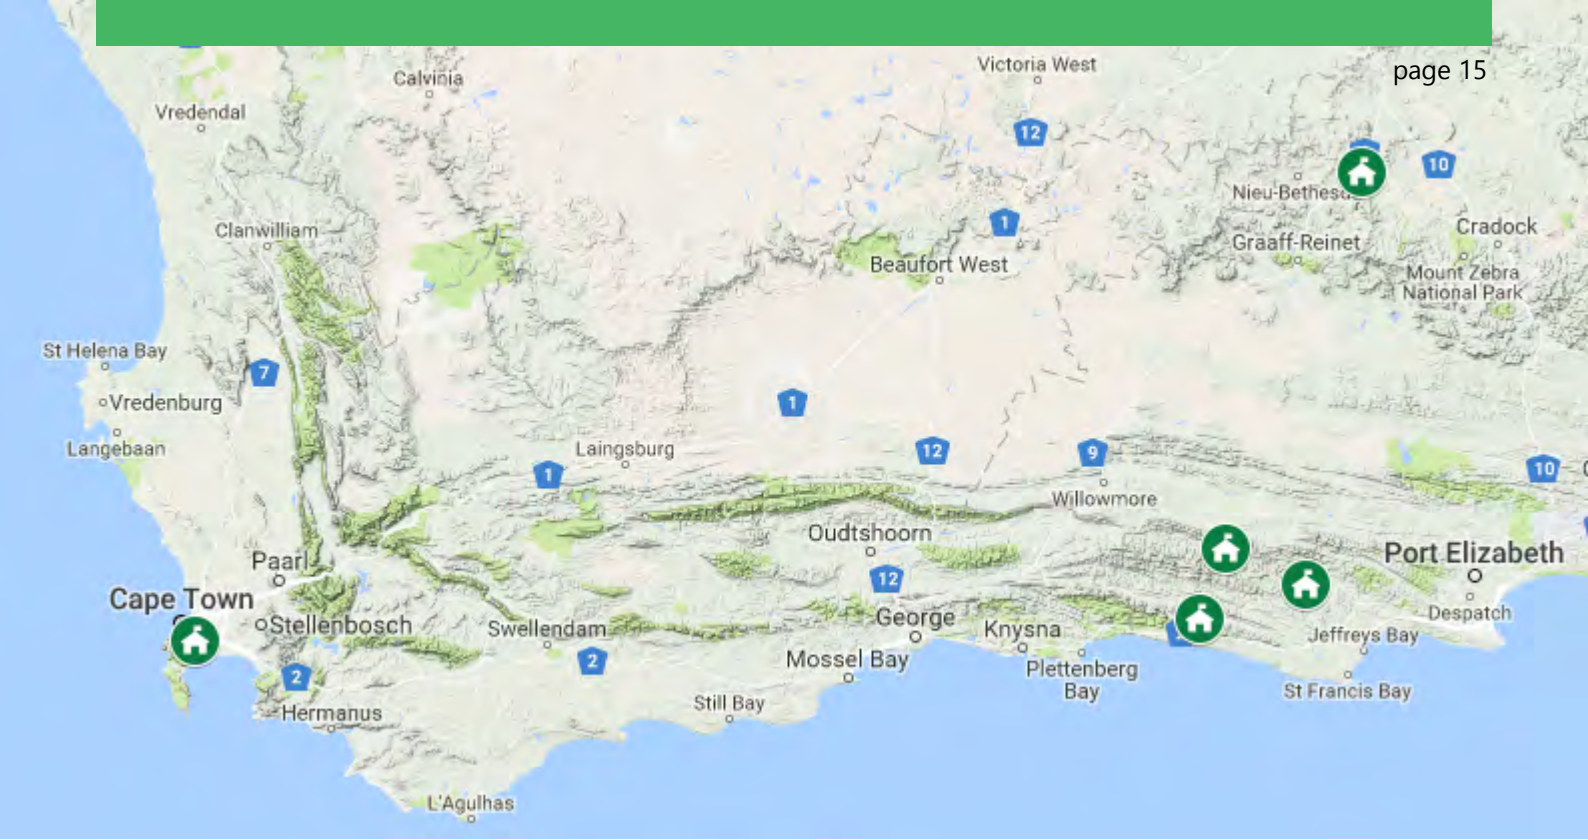 page 15
Victoria West
Calvinia
Vredendal
12
10
Nieu-Bethesd
1
Cradock
Clanwilliam
Graaff-Reinet
Beaufort West
Mount Zebra
National Park
St Helena Bay
7
Vredenburg
1
Langebaan
Laingsburg
12
9
1
10
Willowmore
Oudtshoorn
Port Elizabeth
Paarl
12
Cape Town
Despatch
George
Stellenbosch
Swellendam
Knysna
Jeffreys Bay
Mossel Bay
2
Plettenberg
Bay
2
St Francis Bay
Still Bay
Hermanus
L'Agulhas